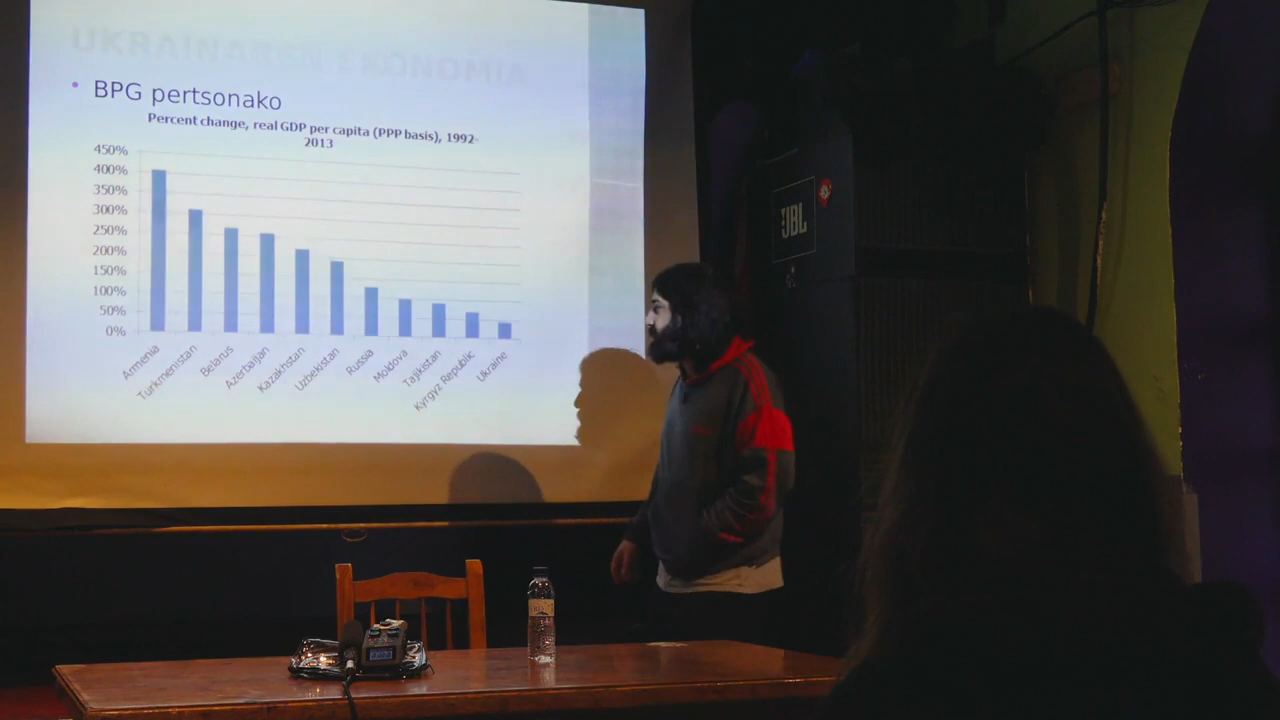 UKRAINAREN EKONOMIA
• BPG pertsonako
Percent change, real GDP per capita (PPP basis), 1992-
2013
450%
400%
350%
300%
250%
200%
150%
100%
50%
0%
Armenia
Turkmenistan
Belarus
Azerbaijan
Kazakhstan
Uzbekistan
Russia
Moldova
Tajikistan
Kyrgyz Republic
Ukraine
JBL